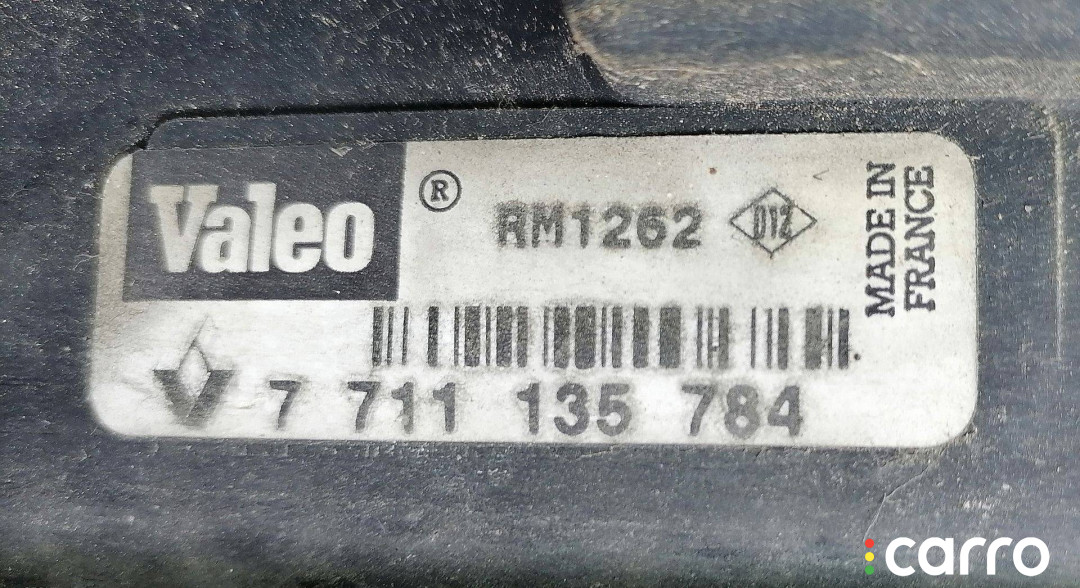 Valeo ® RM1262 D12
MADE IN
FRANCE
7 711 135 784
carro